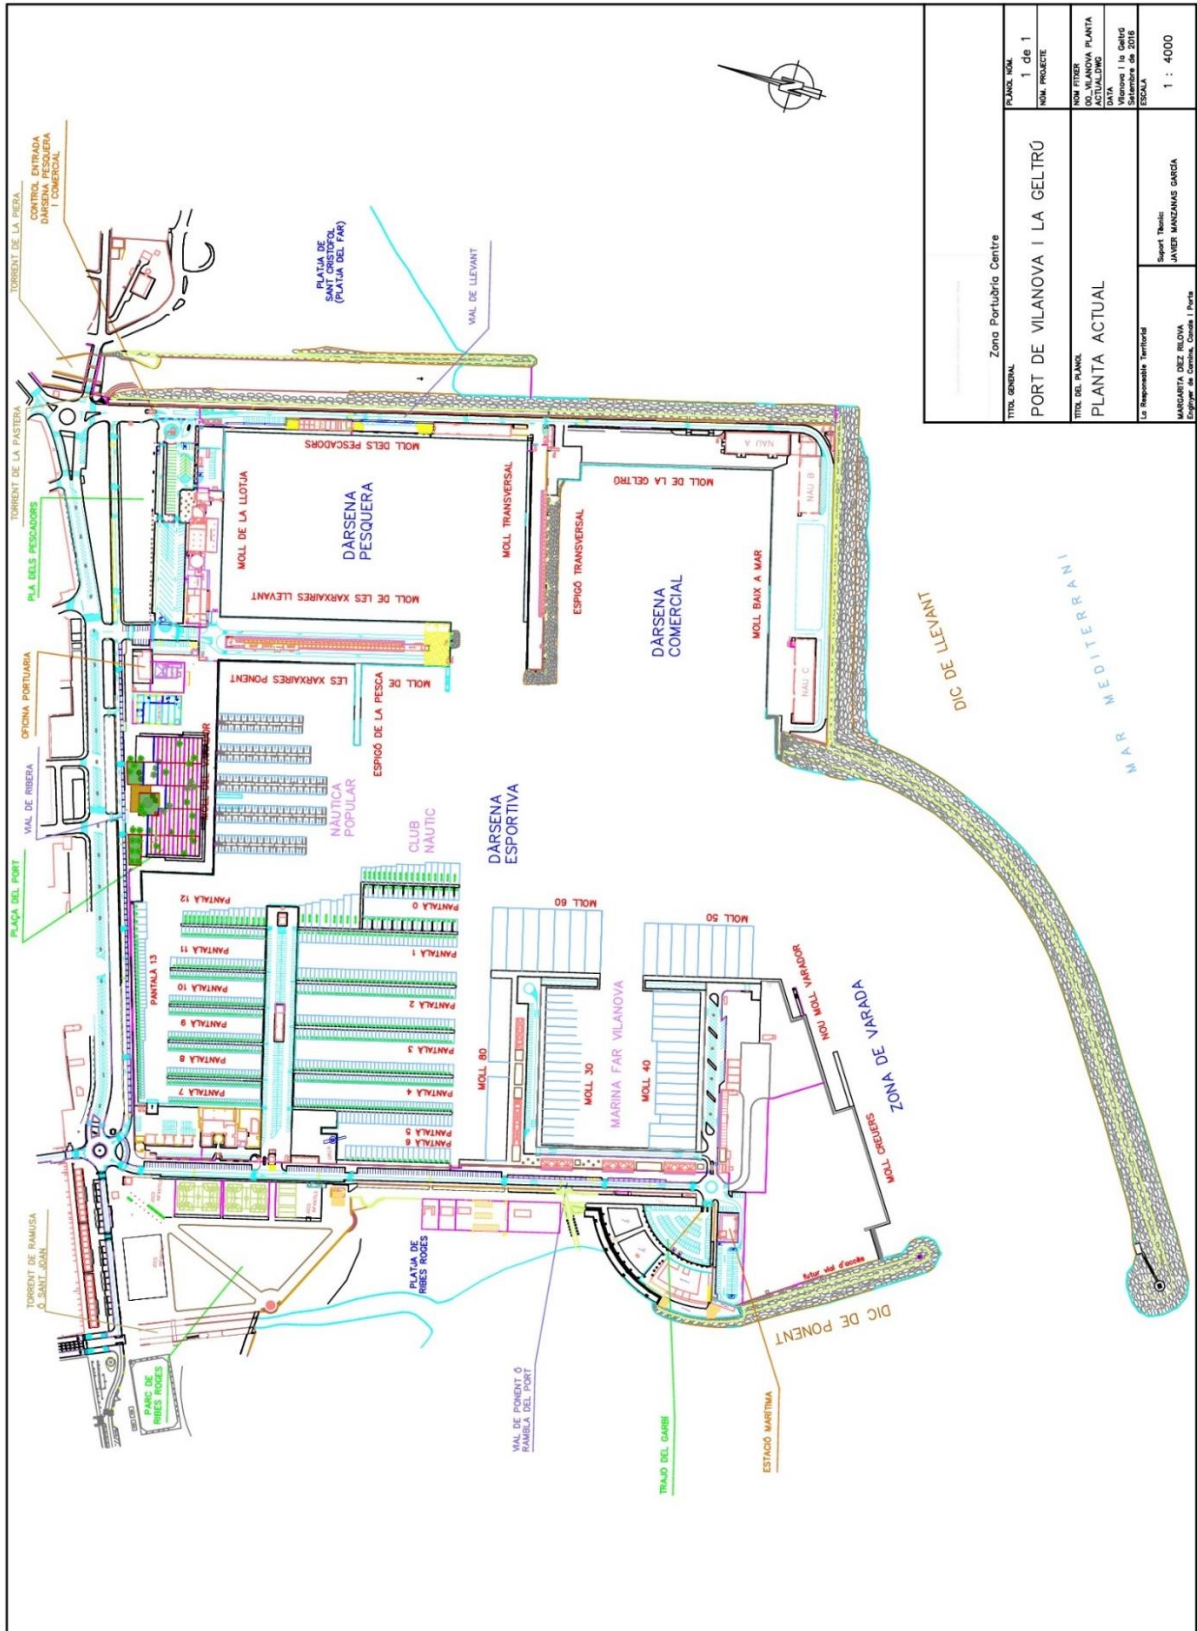 TORRENT DE RAMUSA
Ó SANT JOAN
PARC DE
RIBES ROGES
PLAÇA DEL PORT
VIAL DE RIBERA
OFICINA PORTUARIA
PLA DELS PESCADORS
TORRENT DE LA PASTERA
TORRENT DE LA PIERA
CONTROL ENTRADA
DÀRSENA PESQUERA
I COMERCIAL
PLATJA DE
SANT CRISTÒFOL
(PLATJA DEL FAR)
VIAL DE LLEVANT
PANTALÀ 13
PANTALÀ 7
PANTALÀ 8
PANTALÀ 9
PANTALÀ 10
PANTALÀ 11
PANTALÀ 12
PANTALÀ 6
PANTALÀ 5
PANTALÀ 4
PANTALÀ 3
PANTALÀ 2
PANTALÀ 1
PANTALÀ 0
NÀUTICA
POPULAR
CLUB
NÀUTIC
MOLL DE
LES XARXAIRES PONENT
ESPIGÓ DE LA PESCA
MOLL DE LES XARXAIRES LLEVANT
MOLL DE LA LLOTJA
DÀRSENA
PESQUERA
MOLL DELS PESCADORS
MOLL TRANSVERSAL
ESPIGÓ TRANSVERSAL
DÀRSENA
ESPORTIVA
DÀRSENA
COMERCIAL
MOLL DE LA GELTRÚ
MOLL BAIX A MAR
NAU A
NAU B
NAU C
PLATJA DE
RIBES ROGES
MOLL 80
MOLL 60
MOLL 30
MARINA FAR VILANOVA
MOLL 40
MOLL 50
NOU MOLL VARADOR
ZONA DE VARADA
MOLL CREUERS
futur vial d'accés
DIC DE PONENT
DIC DE LLEVANT
MAR MEDITERRANI
VIAL DE PONENT Ó
RAMBLA DEL PORT
TRAJO DEL GARBÍ
ESTACIÓ MARÍTIMA
Zona Portuària Centre
TÍTOL GENERAL
PORT DE VILANOVA I LA GELTRÚ
PLÀNOL NÚM.
1 de 1
NÚM. PROJECTE
TÍTOL DEL PLÀNOL
PLANTA ACTUAL
NOM FITXER
00_VILANOVA PLANTA
ACTUAL.DWG
DATA
Vilanova i la Geltrú
Setembre de 2016
La Responsable Territorial
MARGARITA DÍEZ RILOVA
Enginyer de Camins, Canals i Ports
Suport Tècnic:
JAVIER MANZANAS GARCÍA
ESCALA
1 : 4000